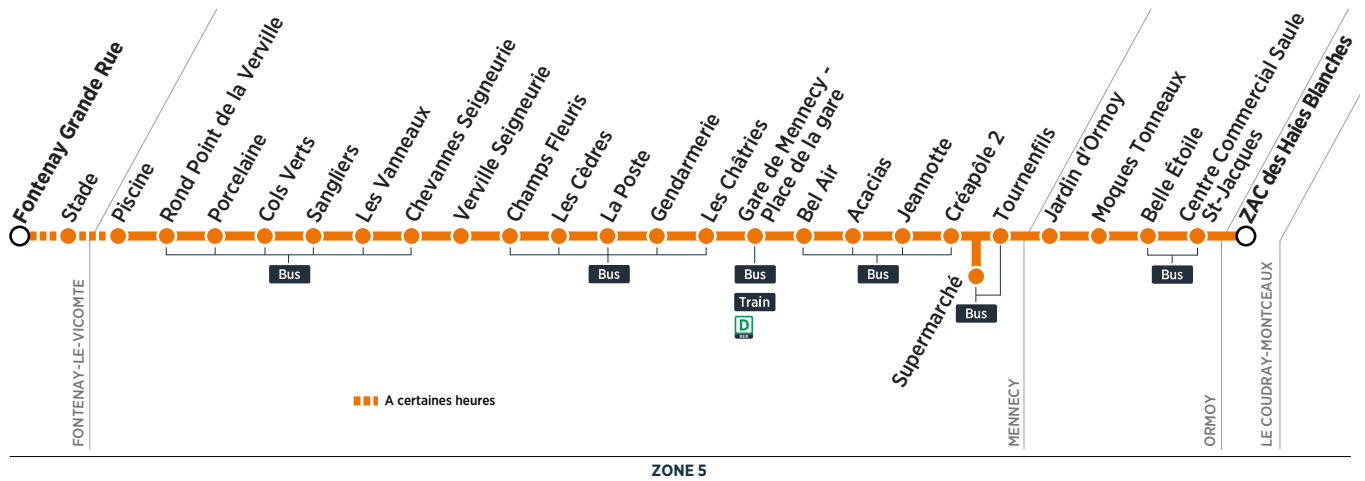 Fontenay Grande Rue
Stade
Piscine
Rond Point de la Verville
Porcelaine
Cols Verts
Sangliers
Les Vanneaux
Chevannes Seigneurie
Verville Seigneurie
Champs Fleuris
Les Cèdres
La Poste
Gendarmerie
Les Châtries
Gare de Mennecy -
Place de la gare
Bel Air
Acacias
Jeannotte
Créapôle 2
Tournenfils
Jardin d'Ormoy
Moques Tonneaux
Belle Étoile
Centre Commercial Saule
St-Jacques
ZAC des Haies Blanches
Bus
Bus
Bus
Train
D
RER
Bus
Supermarché
Bus
Bus
FONTENAY-LE-VICOMTE
MENNECY
ORMOY
LE COUDRAY-MONTCEAUX
A certaines heures
ZONE 5